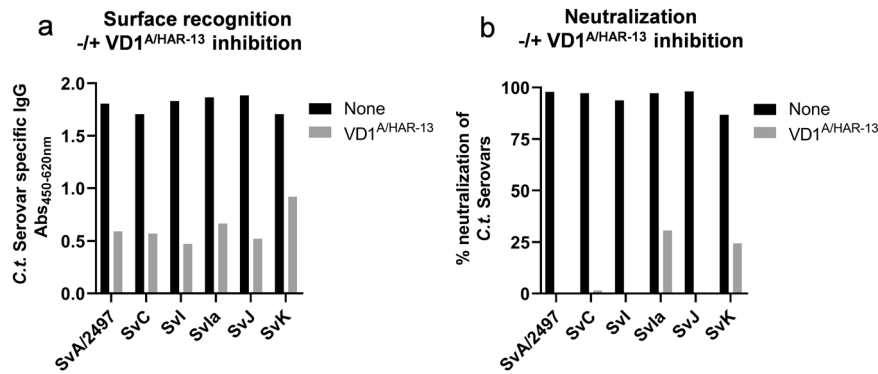 a
Surface recognition
-/+ VD1A/HAR-13 inhibition
C.t. Serovar specific IgG
Abs450-620nm
2.0
1.5
1.0
0.5
0.0
None
VD1A/HAR-13
SvA/2497
SvC
SvI
SvIa
SvJ
SvK
b
Neutralization
-/+ VD1A/HAR-13 inhibition
% neutralization of
C.t. Serovars
100
75
50
25
0
None
VD1A/HAR-13
SvA/2497
SvC
SvI
SvIa
SvJ
SvK